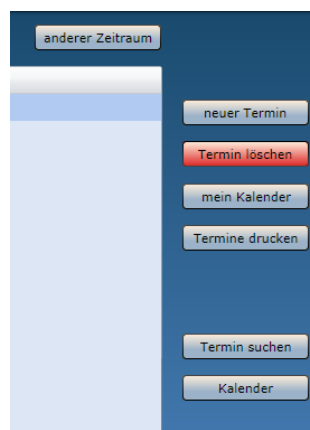 anderer Zeitraum
neuer Termin
Termin löschen
mein Kalender
Termine drucken
Termin suchen
Kalender